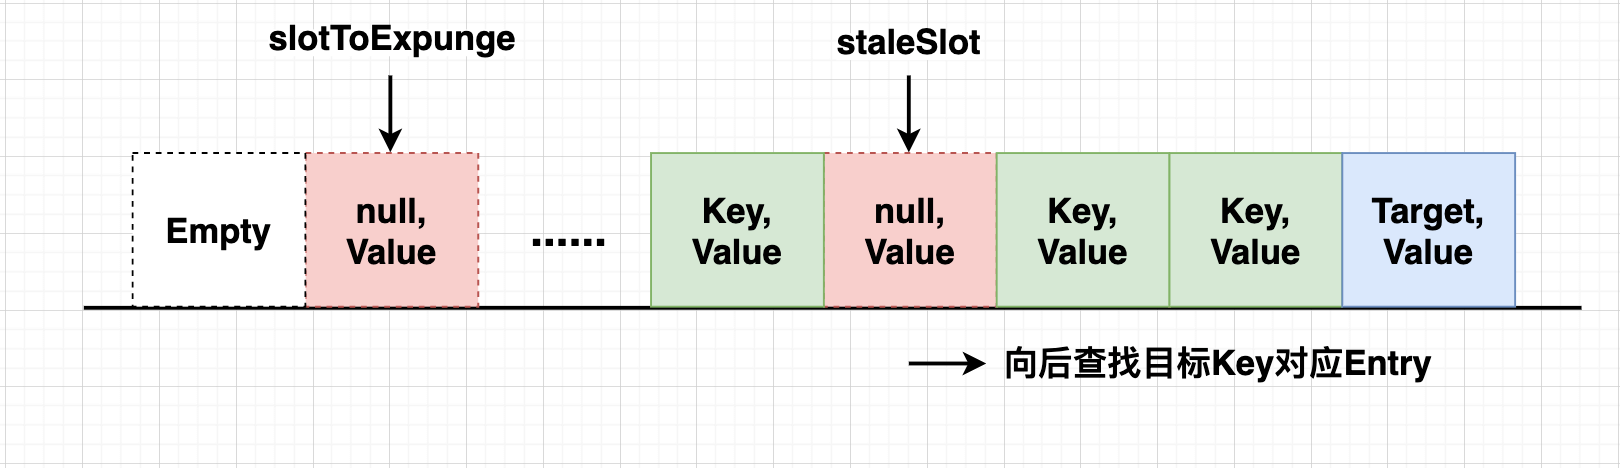 slotToExpunge
staleSlot
Empty
null,
Value
......
Key,
Value
null,
Value
Key,
Value
Key,
Value
Target,
Value
向后查找目标Key对应Entry